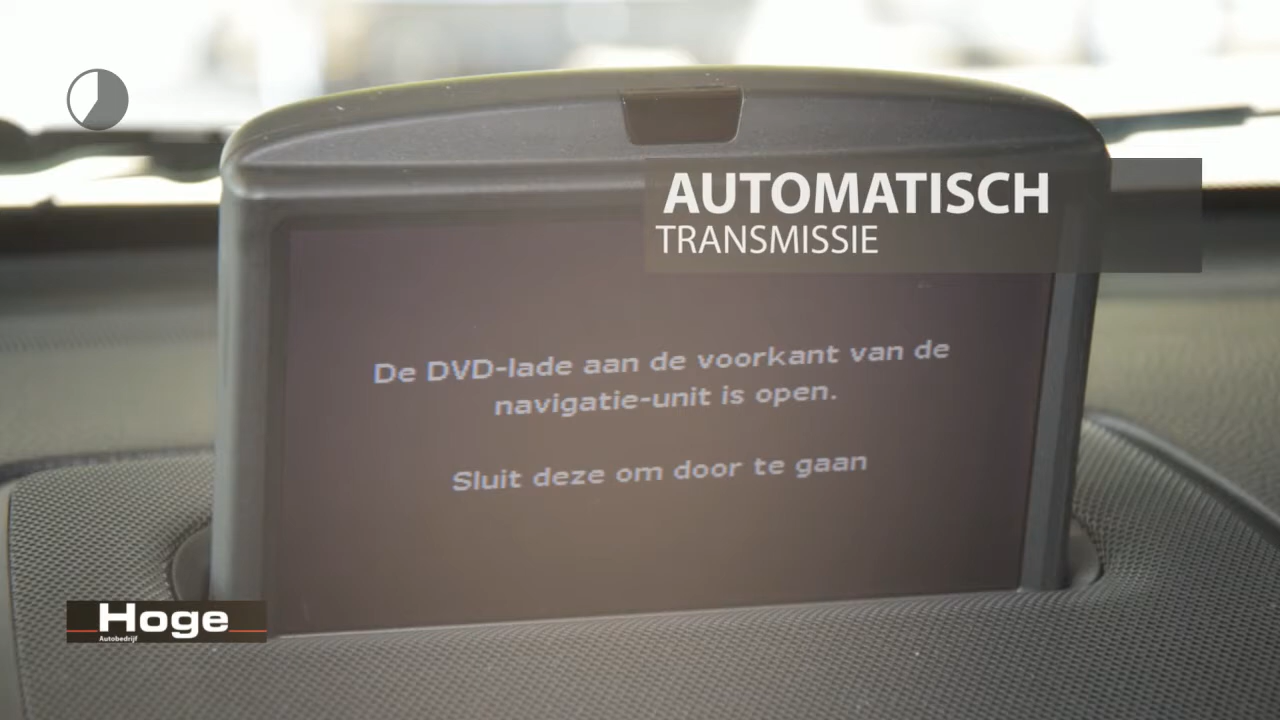 AUTOMATISCH
TRANSMISSIE
De DVD-lade aan de voorkant van de
navigatie-unit is open.
Sluit deze om door te gaan
Hoge
Autobedrijf